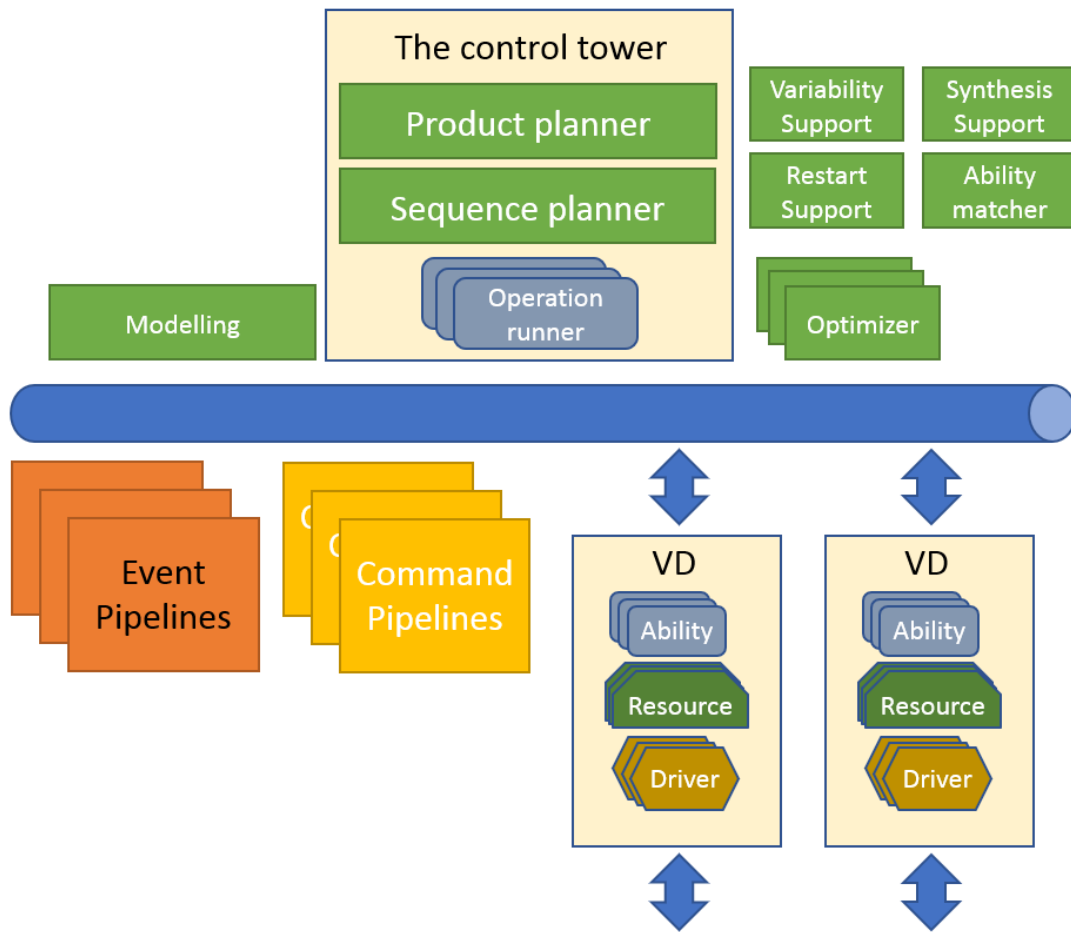 The control tower
Product planner
Sequence planner
Operation
runner
Variability
Support
Synthesis
Support
Restart
Support
Ability
matcher
Modelling
Optimizer
Event
Pipelines
C
C
Command
Pipelines
VD
Ability
Resource
Driver
VD
Ability
Resource
Driver